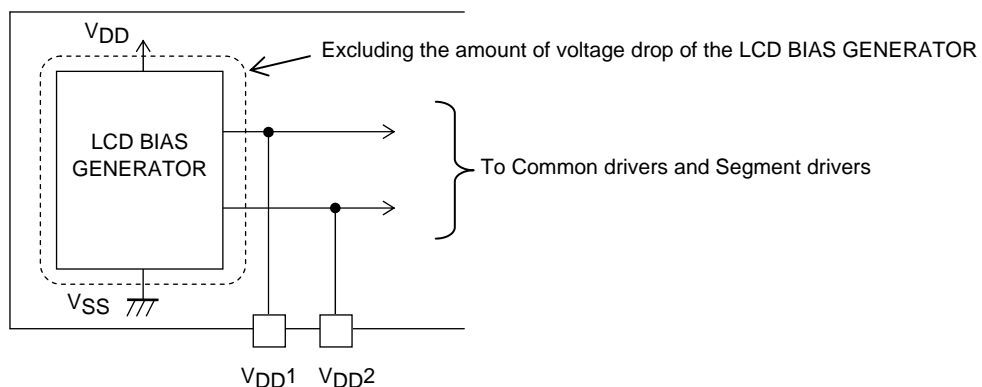 VDD
Excluding the amount of voltage drop of the LCD BIAS GENERATOR
LCD BIAS
GENERATOR
To Common drivers and Segment drivers
VSS
VDD1
VDD2